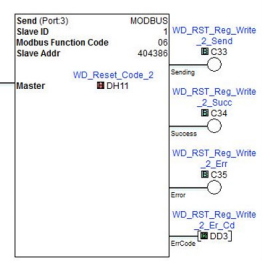 Send (Port:3) MODBUS
Slave ID 1
Modbus Function Code 06
Slave Addr 404386
WD_Reset_Code_2
Master DH11
WD_RST_Reg_Write
_2_Send
C33
Sending
WD_RST_Reg_Write
_2_Succ
C34
Success
WD_RST_Reg_Write
_2_Err
C35
Error
WD_RST_Reg_Write
_2_Er_Cd
DD3
ErrCode